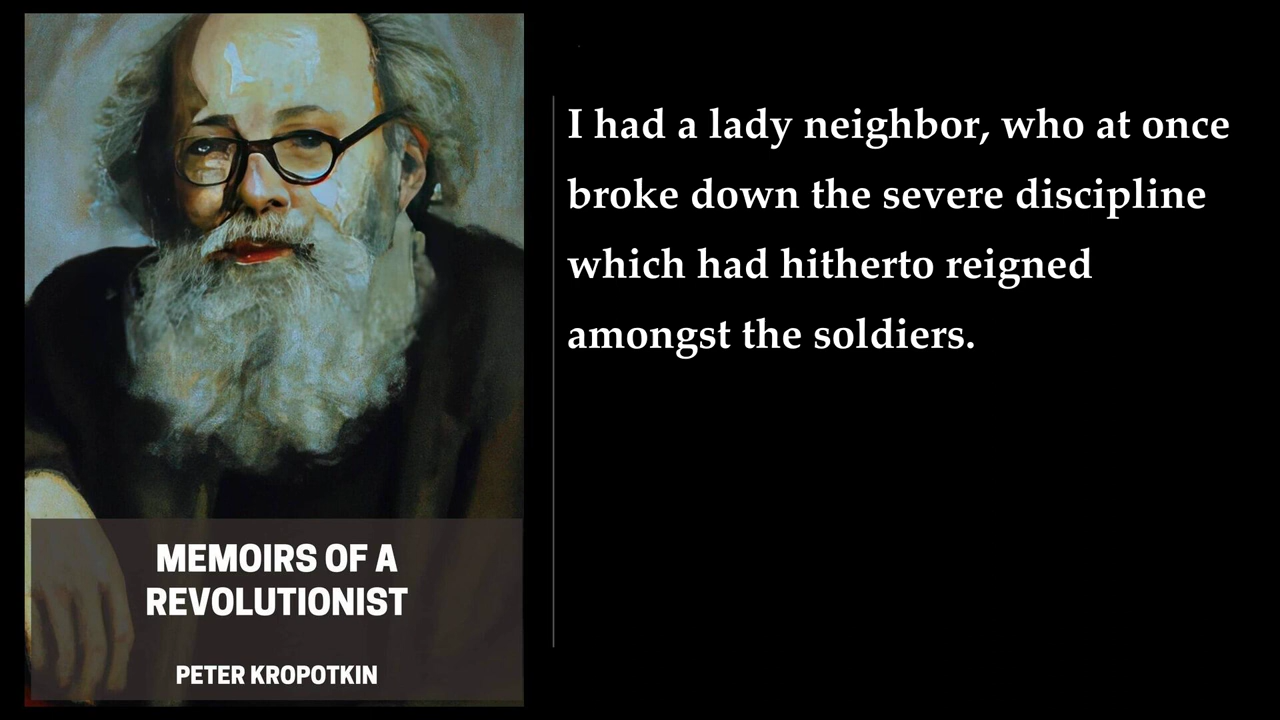 I had a lady neighbor, who at once
broke down the severe discipline
which had hitherto reigned
amongst the soldiers.
MEMOIRS OF A
REVOLUTIONIST
PETER KROPOTKIN